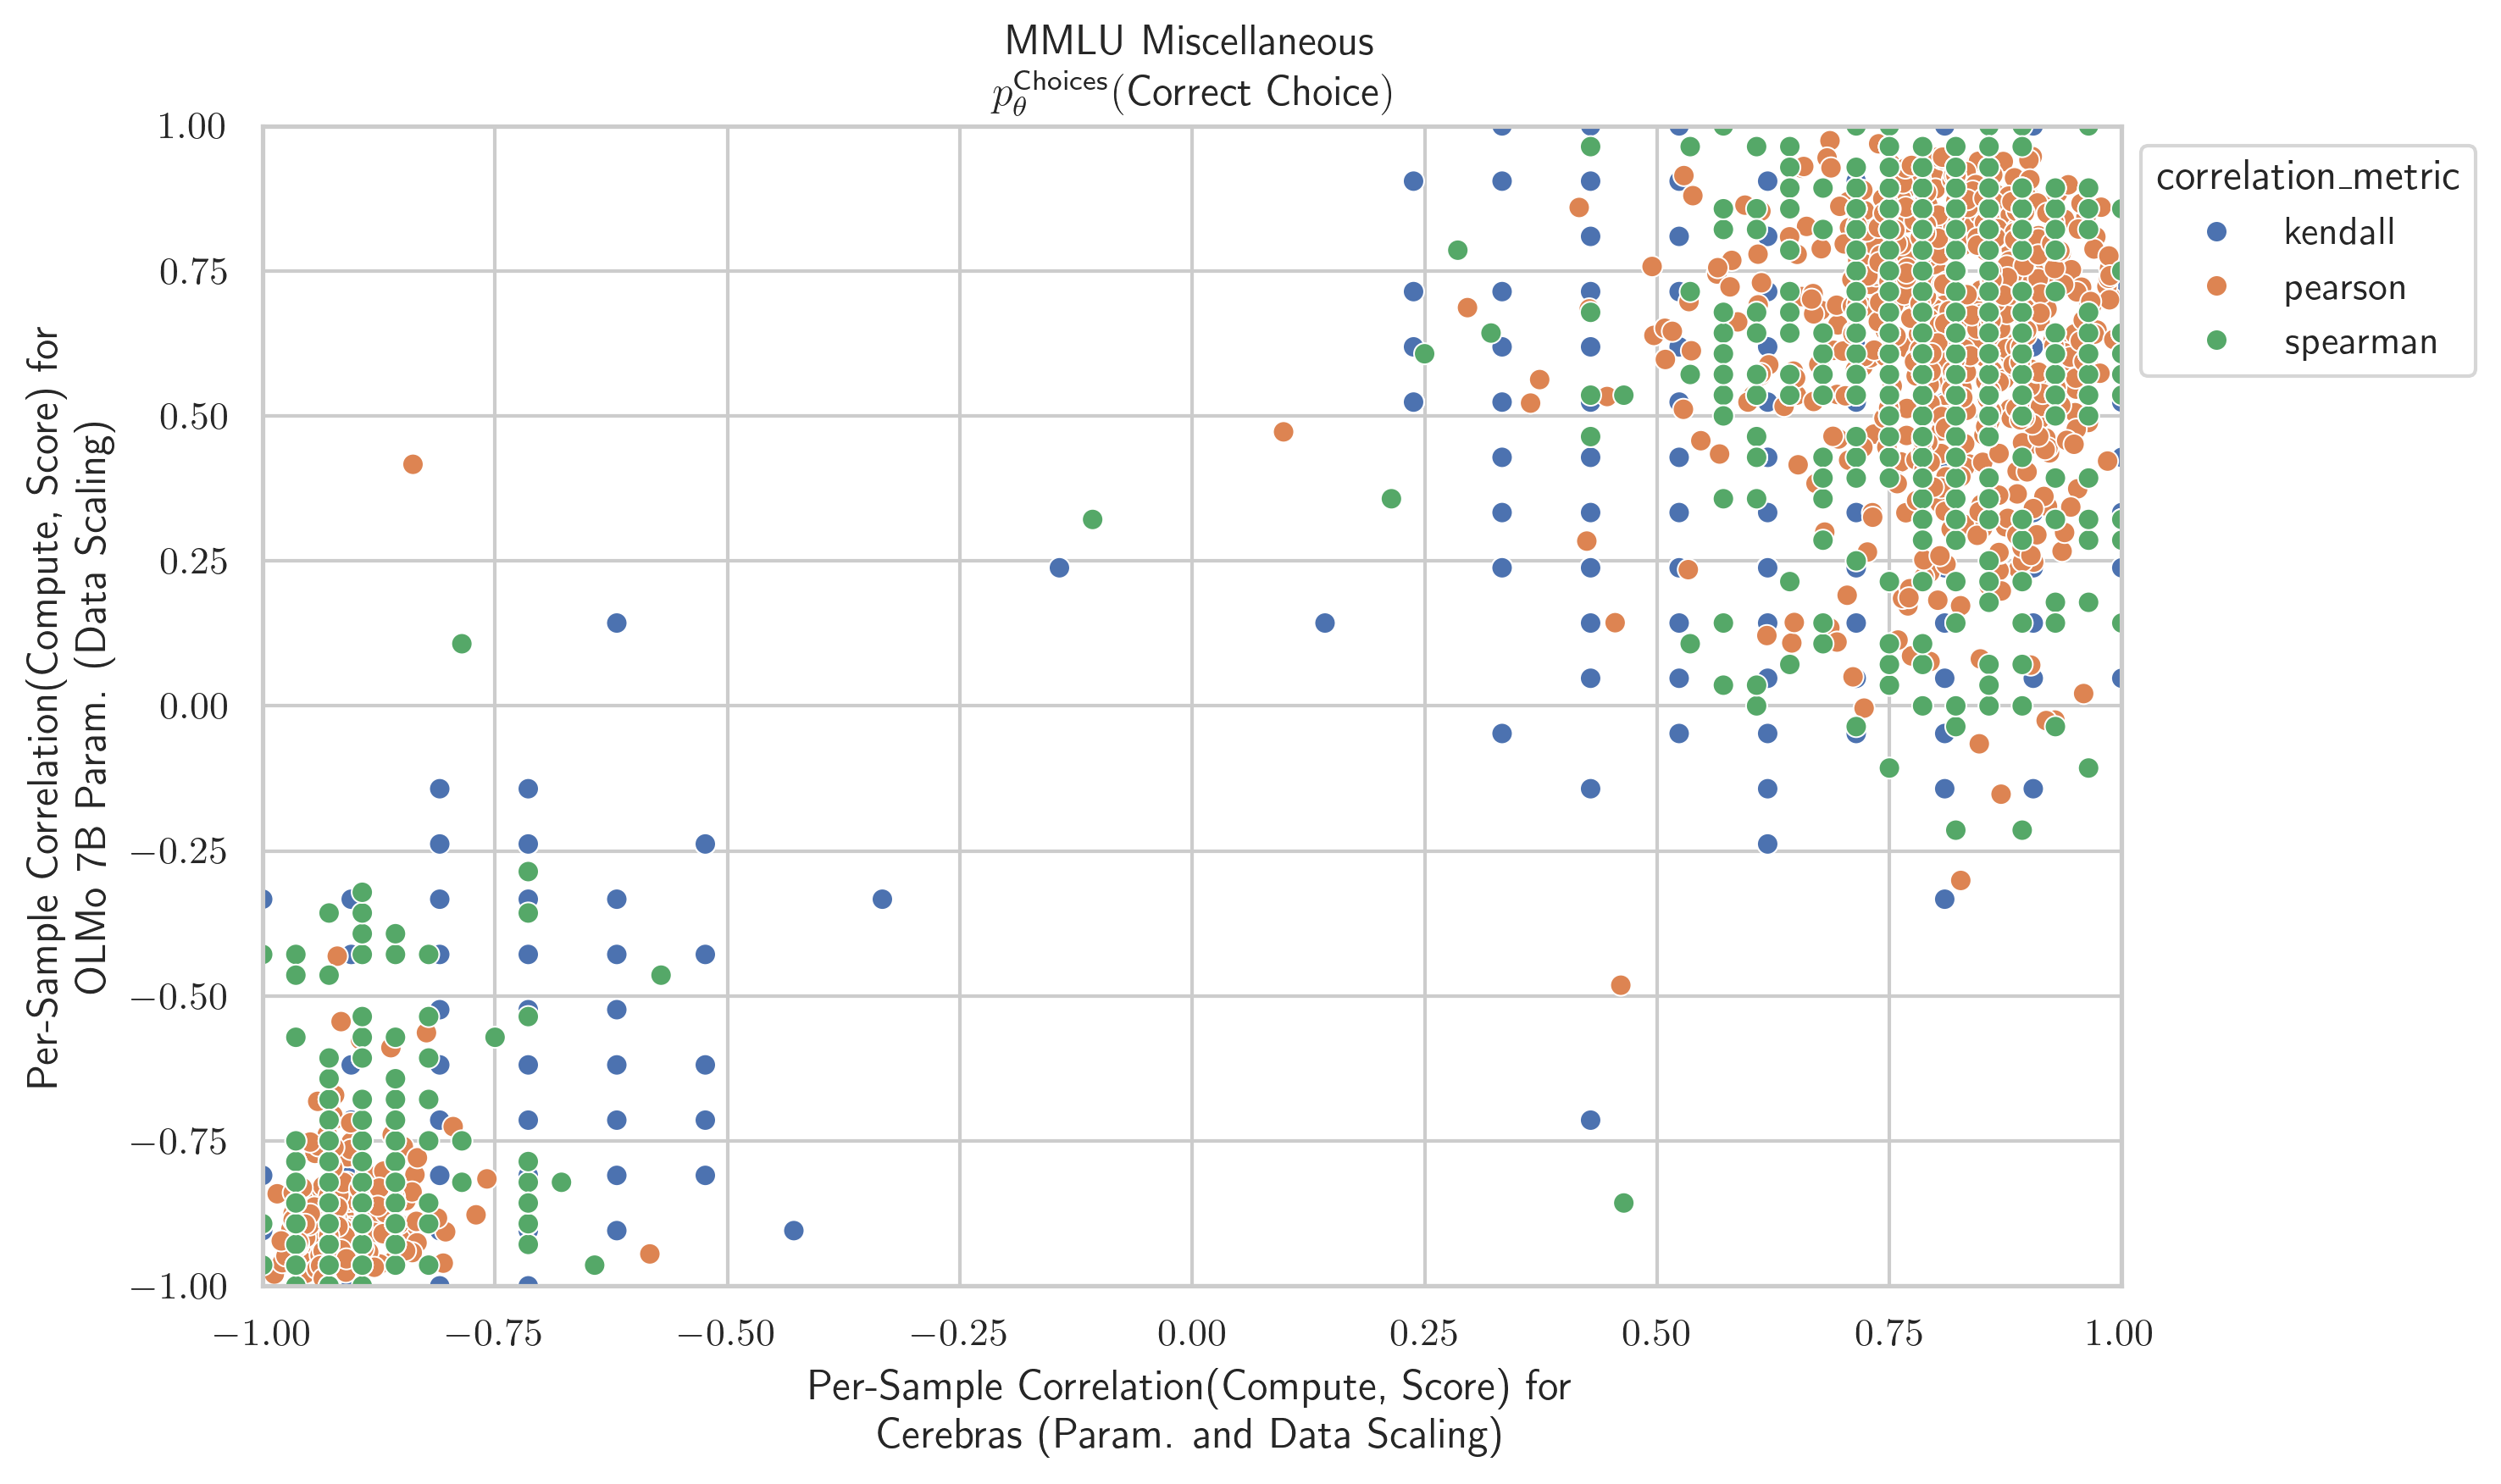 MMLU Miscellaneous
p_θ^Choices(Correct Choice)
1.00
0.75
0.50
0.25
0.00
−0.25
−0.50
−0.75
−1.00
Per-Sample Correlation(Compute, Score) for
OLMo 7B Param. (Data Scaling)
−1.00 −0.75 −0.50 −0.25 0.00 0.25 0.50 0.75 1.00
Per-Sample Correlation(Compute, Score) for
Cerebras (Param. and Data Scaling)
correlation_metric
kendall
pearson
spearman